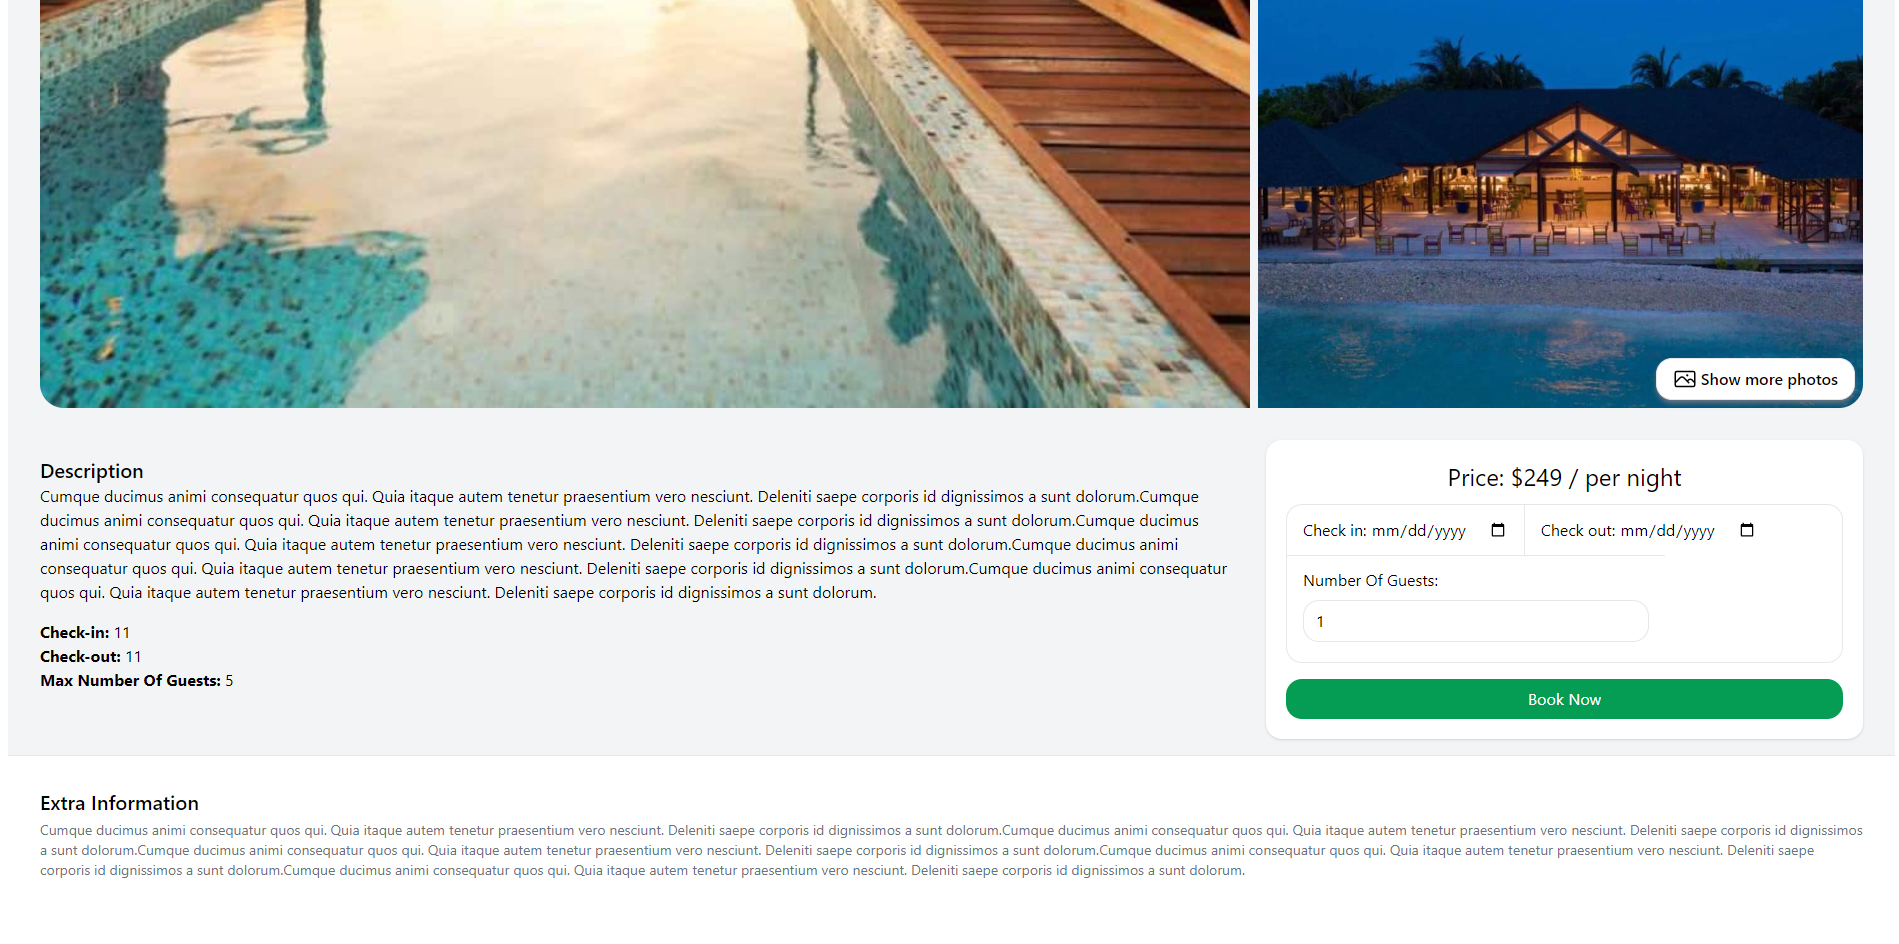 Show more photos
Description
Cumque ducimus animi consequatur quos qui. Quia itaque autem tenetur praesentium vero nesciunt. Deleniti saepe corporis id dignissimos a sunt dolorum.Cumque
ducimus animi consequatur quos qui. Quia itaque autem tenetur praesentium vero nesciunt. Deleniti saepe corporis id dignissimos a sunt dolorum.Cumque ducimus
animi consequatur quos qui. Quia itaque autem tenetur praesentium vero nesciunt. Deleniti saepe corporis id dignissimos a sunt dolorum.Cumque ducimus animi
consequatur quos qui. Quia itaque autem tenetur praesentium vero nesciunt. Deleniti saepe corporis id dignissimos a sunt dolorum.Cumque ducimus animi consequatur
quos qui. Quia itaque autem tenetur praesentium vero nesciunt. Deleniti saepe corporis id dignissimos a sunt dolorum.
Check-in: 11
Check-out: 11
Max Number Of Guests: 5
Price: $249 / per night
Check in: mm/dd/yyyy
Check out: mm/dd/yyyy
Number Of Guests:
1
Book Now
Extra Information
Cumque ducimus animi consequatur quos qui. Quia itaque autem tenetur praesentium vero nesciunt. Deleniti saepe corporis id dignissimos a sunt dolorum.Cumque ducimus animi consequatur quos qui. Quia itaque autem tenetur praesentium vero nesciunt. Deleniti saepe corporis id dignissimos
a sunt dolorum.Cumque ducimus animi consequatur quos qui. Quia itaque autem tenetur praesentium vero nesciunt. Deleniti saepe corporis id dignissimos a sunt dolorum.Cumque ducimus animi consequatur quos qui. Quia itaque autem tenetur praesentium vero nesciunt. Deleniti saepe
corporis id dignissimos a sunt dolorum.Cumque ducimus animi consequatur quos qui. Quia itaque autem tenetur praesentium vero nesciunt. Deleniti saepe corporis id dignissimos a sunt dolorum.